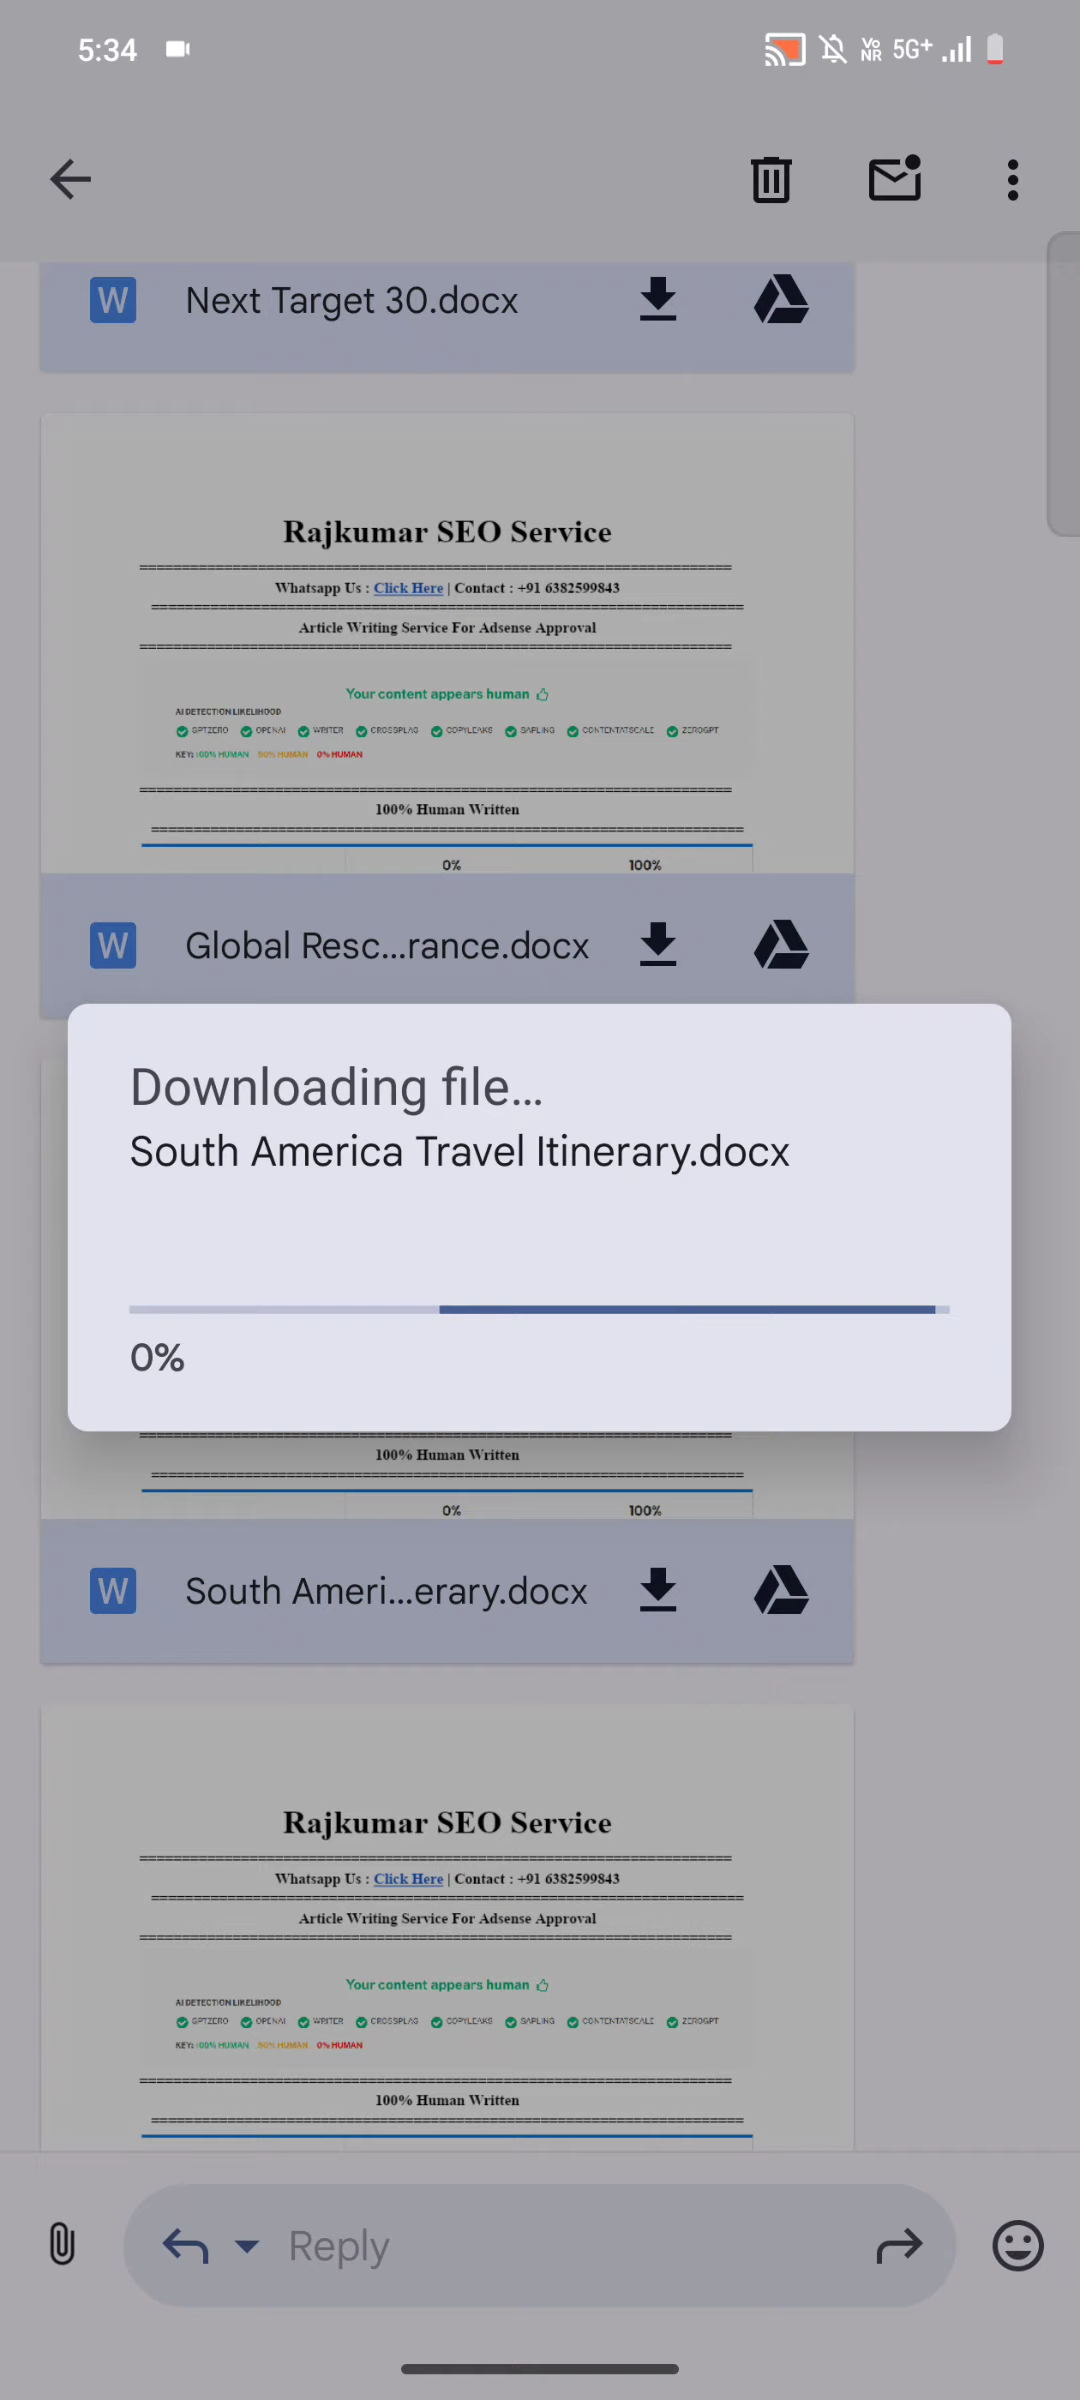 5:34
Vo
NR
5G+
W
Next Target 30.docx
Rajkumar SEO Service
Whatsapp Us : Click Here | Contact : +91 6382599843
Article Writing Service For Adsense Approval
Your content appears human
AI DETECTION LIKELIHOOD
GPTZERO OPENAI WRITER CROSSPLAG COPYLEAKS SAPLING CONTENTATSCALE ZEROGPT
KEY: 100% HUMAN 50% HUMAN 0% HUMAN
100% Human Written
0% 100%
W
Global Resc...rance.docx
Downloading file...
South America Travel Itinerary.docx
0%
100% Human Written
0% 100%
W
South Ameri...erary.docx
Rajkumar SEO Service
Whatsapp Us : Click Here | Contact : +91 6382599843
Article Writing Service For Adsense Approval
Your content appears human
AI DETECTION LIKELIHOOD
GPTZERO OPENAI WRITER CROSSPLAG COPYLEAKS SAPLING CONTENTATSCALE ZEROGPT
KEY: 100% HUMAN 50% HUMAN 0% HUMAN
100% Human Written
Reply